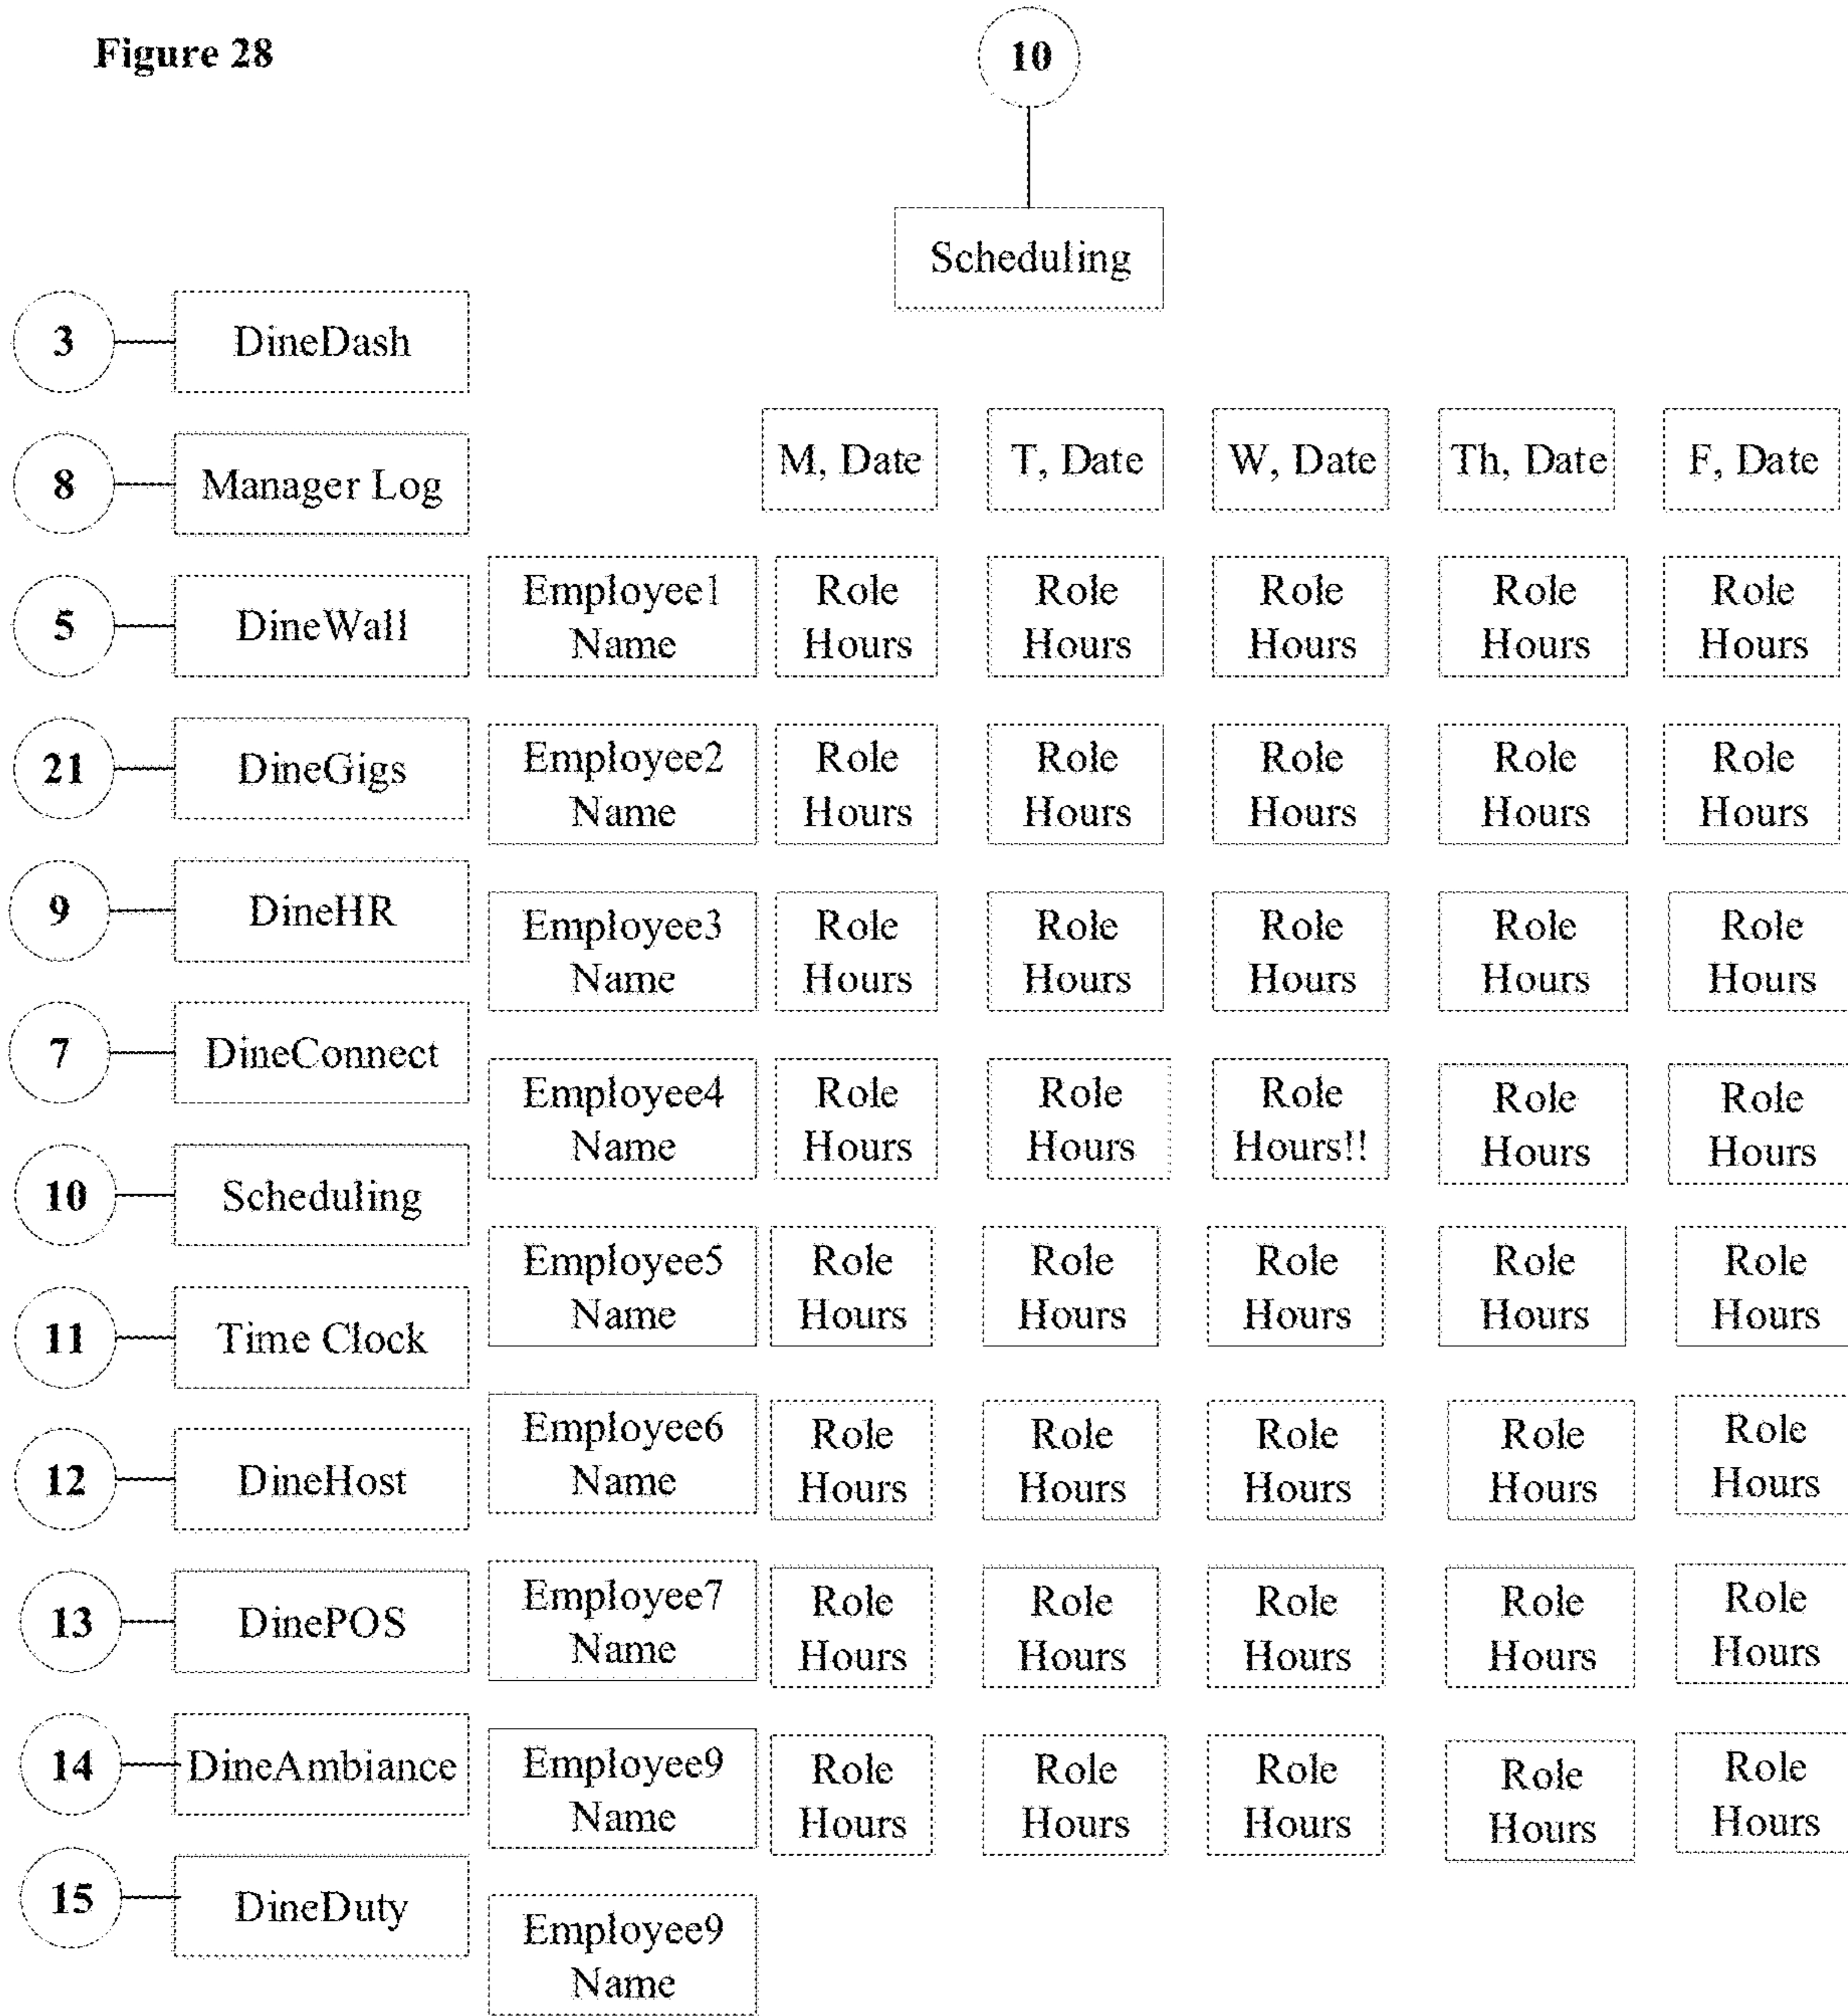 Figure 28
10
Scheduling
3
DineDash
8
Manager Log
5
DineWall
21
DineGigs
9
DineHR
7
DineConnect
10
Scheduling
11
Time Clock
12
DineHost
13
DinePOS
14
DineAmbiance
15
DineDuty
M, Date
T, Date
W, Date
Th, Date
F, Date
Employee1
Name
Role
Hours
Role
Hours
Role
Hours
Role
Hours
Role
Hours
Employee2
Name
Role
Hours
Role
Hours
Role
Hours
Role
Hours
Role
Hours
Employee3
Name
Role
Hours
Role
Hours
Role
Hours
Role
Hours
Role
Hours
Employee4
Name
Role
Hours
Role
Hours
Role
Hours!!
Role
Hours
Role
Hours
Employee5
Name
Role
Hours
Role
Hours
Role
Hours
Role
Hours
Role
Hours
Employee6
Name
Role
Hours
Role
Hours
Role
Hours
Role
Hours
Role
Hours
Employee7
Name
Role
Hours
Role
Hours
Role
Hours
Role
Hours
Role
Hours
Employee9
Name
Role
Hours
Role
Hours
Role
Hours
Role
Hours
Role
Hours
Employee9
Name